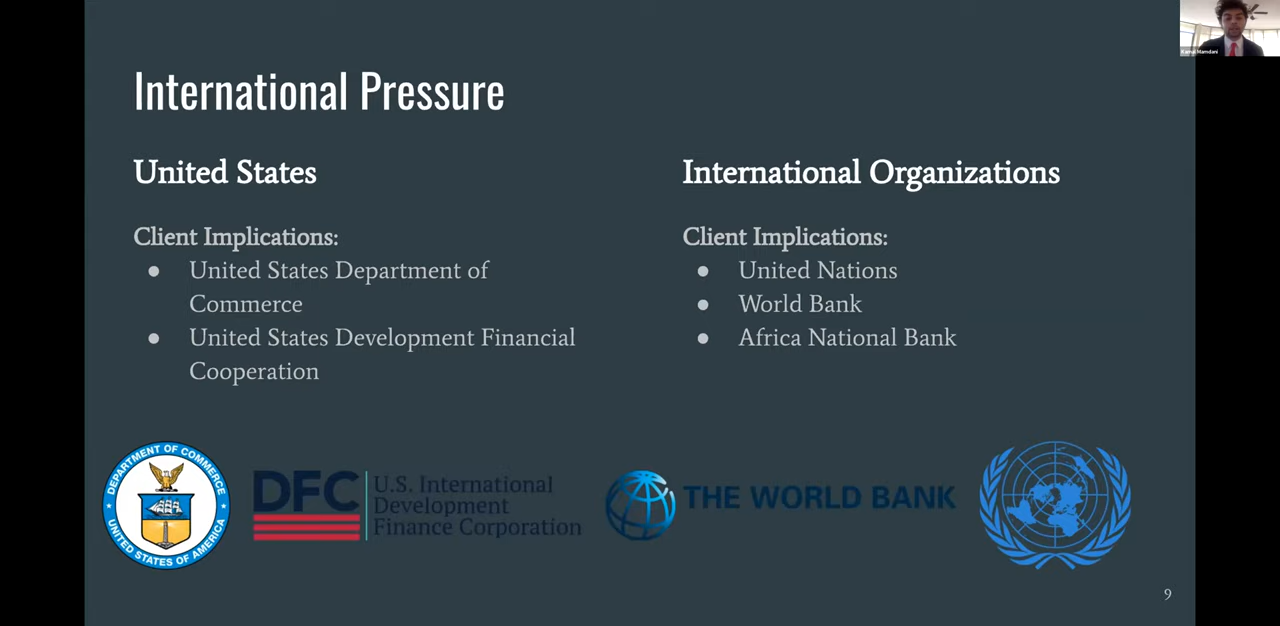 International Pressure
United States
Client Implications:
● United States Department of
Commerce
● United States Development Financial
Cooperation
International Organizations
Client Implications:
● United Nations
● World Bank
● Africa National Bank
DEPARTMENT OF COMMERCE
UNITED STATES OF AMERICA
DFC
U.S. International
Development
Finance Corporation
THE WORLD BANK
9
Mamdani